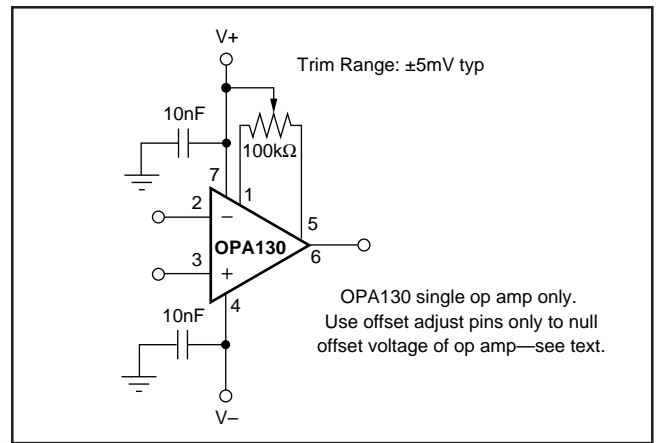 V+
Trim Range: ±5mV typ
10nF
100kΩ
7
1
2
–
5
OPA130
6
3
+
4
10nF
OPA130 single op amp only.
Use offset adjust pins only to null
offset voltage of op amp—see text.
V–